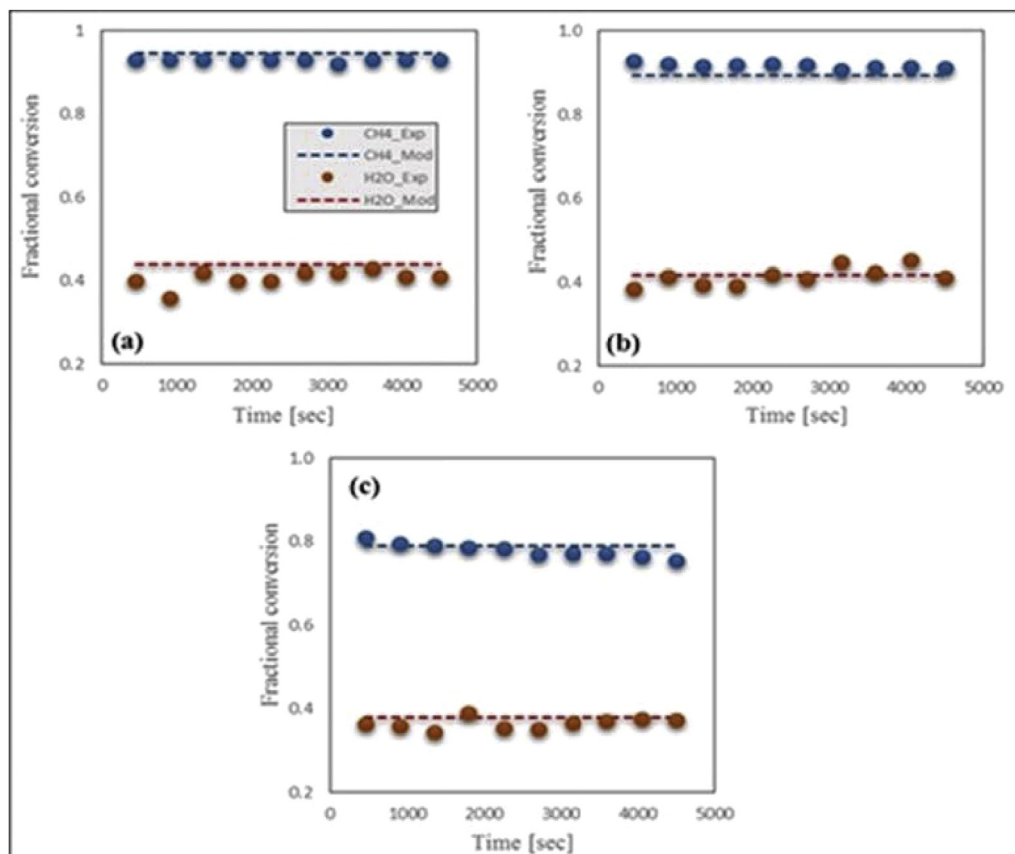 1
0.8
0.6
0.4
0.2
Fractional conversion
CH4_Exp
CH4_Mod
H2O_Exp
H2O_Mod
(a)
0 1000 2000 3000 4000 5000
Time [sec]
1.0
0.8
0.6
0.4
0.2
Fractional conversion
(b)
0 1000 2000 3000 4000 5000
Time [sec]
1.0
0.8
0.6
0.4
0.2
Fractional conversion
(c)
0 1000 2000 3000 4000 5000
Time [sec]